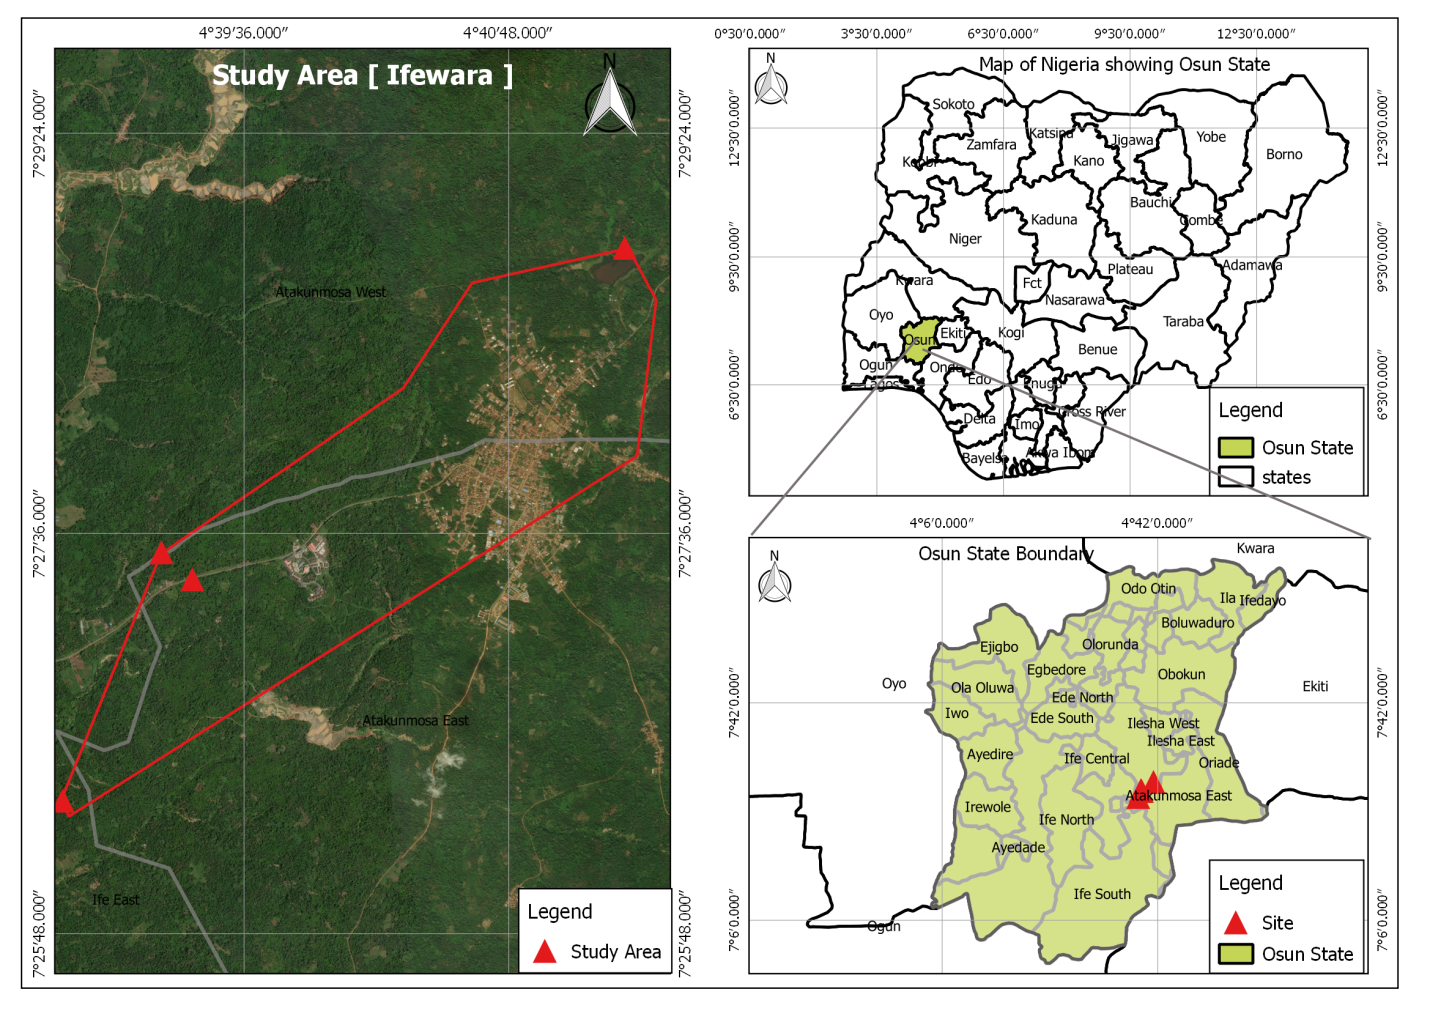 4°39′36.000″ 4°40′48.000″
Study Area [ Ifewara ]
N
7°29′24.000″
7°29′24.000″
Atakunmosa West
7°27′36.000″
7°27′36.000″
Atakunmosa East
Ife East
7°25′48.000″
7°25′48.000″
Legend
Study Area
0°30′0.000″ 3°30′0.000″ 6°30′0.000″ 9°30′0.000″ 12°30′0.000″
Map of Nigeria showing Osun State
N
12°30′0.000″
12°30′0.000″
9°30′0.000″
9°30′0.000″
6°30′0.000″
6°30′0.000″
Sokoto
Katsina
Jigawa
Yobe
Zamfara
Borno
Kebbi
Kano
Bauchi
Kaduna
Gombe
Niger
Plateau
Adamawa
Kwara
Fct
Nasarawa
Oyo
Taraba
Osun
Ekiti
Kogi
Benue
Ogun
Ondo
Edo
Enugu
Lagos
Delta
Imo
Cross River
Bayelsa
Akwa Ibom
Legend
Osun State
states
4°6′0.000″ 4°42′0.000″
Osun State Boundary
N
Kwara
7°42′0.000″
7°42′0.000″
7°6′0.000″
7°6′0.000″
Odo Otin
Ila
Ifedayo
Boluwaduro
Ejigbo
Olorunda
Egbedore
Obokun
Oyo
Ola Oluwa
Ekiti
Ede North
Iwo
Ede South
Ilesha West
Ilesha East
Ayedire
Ife Central
Oriade
Atakunmosa East
Irewole
Ife North
Ayedade
Ife South
Ogun
Legend
Site
Osun State